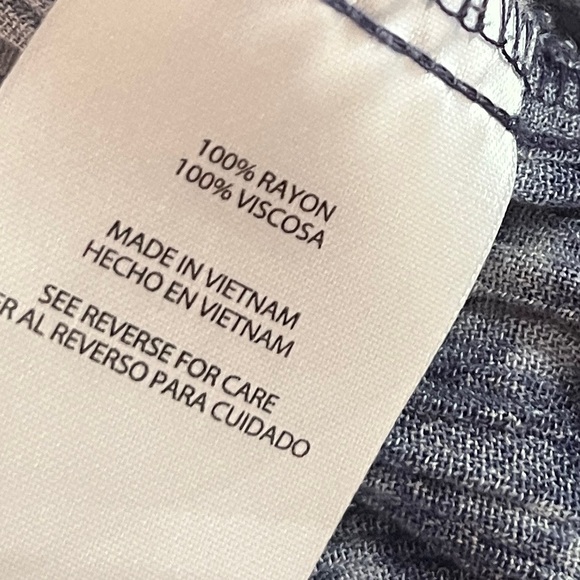 100% RAYON
100% VISCOSA
MADE IN VIETNAM
HECHO EN VIETNAM
SEE REVERSE FOR CARE
AL REVERSO PARA CUIDADO